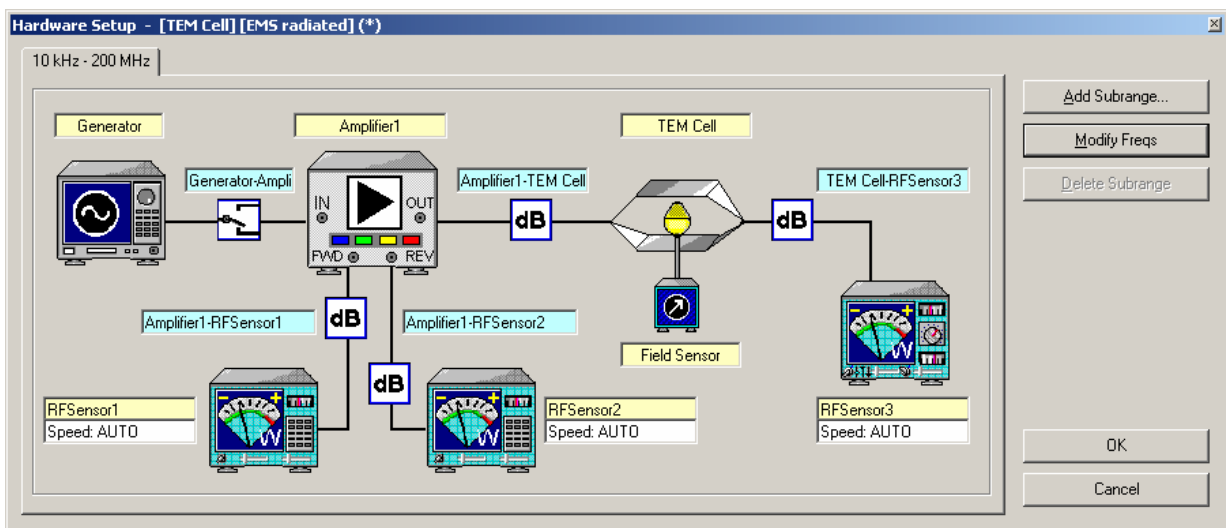 Hardware Setup - [TEM Cell] [EMS radiated] (*)
10 kHz - 200 MHz
Add Subrange...
Modify Freqs
Delete Subrange
Generator
Amplifier1
TEM Cell
Generator-Ampli
Amplifier1-TEM Cell
TEM Cell-RFSensor3
IN
OUT
dB
dB
FWD
REV
Amplifier1-RFSensor1
dB
Amplifier1-RFSensor2
dB
Field Sensor
RFSensor1
Speed: AUTO
RFSensor2
Speed: AUTO
RFSensor3
Speed: AUTO
OK
Cancel